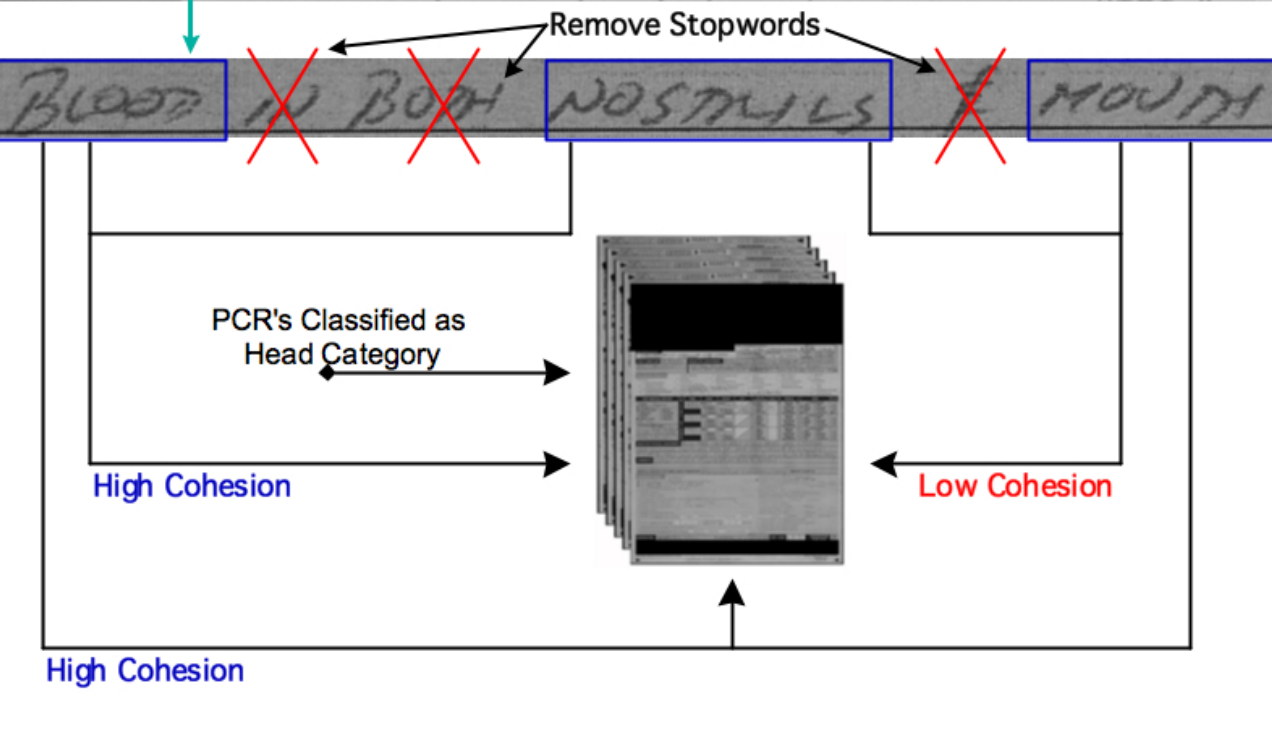 Remove Stopwords
BLOOD IN BOTH NOSTRILS & MOUTH
PCR's Classified as
Head Category
High Cohesion
Low Cohesion
High Cohesion